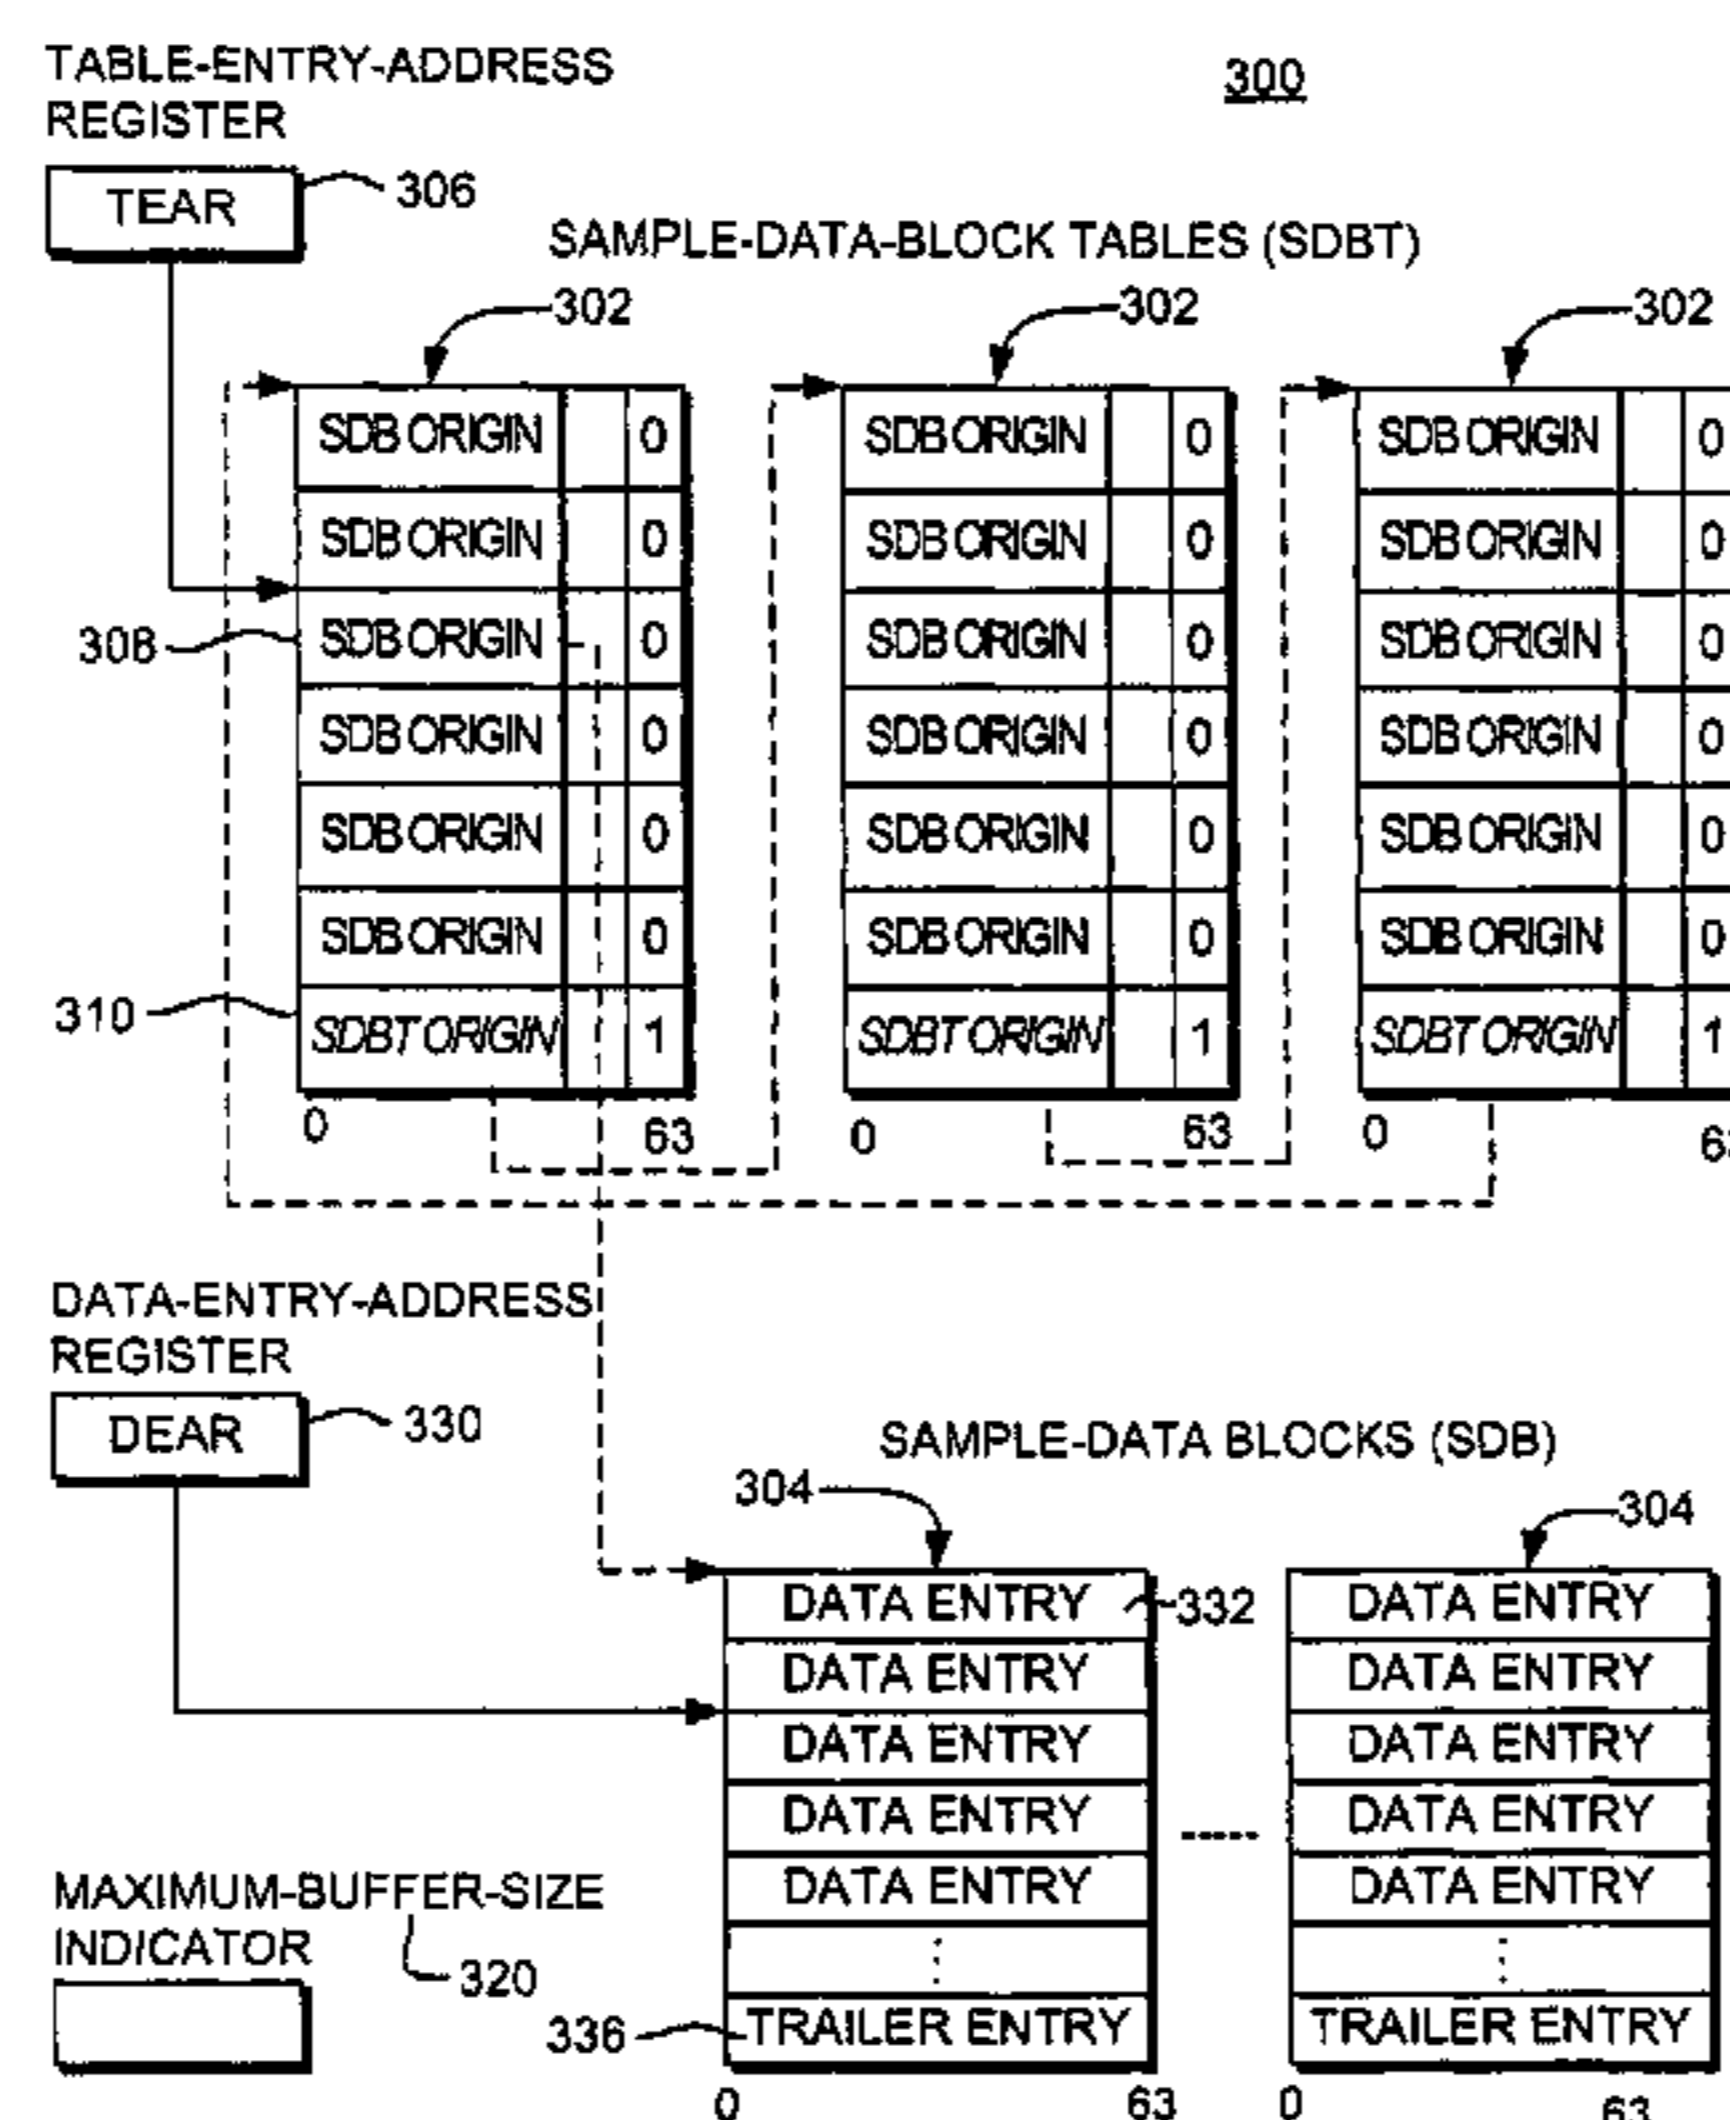 TABLE-ENTRY-ADDRESS
REGISTER
300
TEAR
306
SAMPLE-DATA-BLOCK TABLES (SDBT)
302 302 302
SDB ORIGIN 0 SDB ORIGIN 0 SDB ORIGIN 0
SDB ORIGIN 0 SDB ORIGIN 0 SDB ORIGIN 0
308 SDB ORIGIN 0 SDB ORIGIN 0 SDB ORIGIN 0
SDB ORIGIN 0 SDB ORIGIN 0 SDB ORIGIN 0
SDB ORIGIN 0 SDB ORIGIN 0 SDB ORIGIN 0
SDB ORIGIN 0 SDB ORIGIN 0 SDB ORIGIN 0
310 SDBT ORIGIN 1 SDBT ORIGIN 1 SDBT ORIGIN 1
0 63 0 63 0
DATA-ENTRY-ADDRESS
REGISTER
DEAR
330
SAMPLE-DATA BLOCKS (SDB)
304 304
DATA ENTRY 332 DATA ENTRY
DATA ENTRY DATA ENTRY
DATA ENTRY DATA ENTRY
DATA ENTRY DATA ENTRY
DATA ENTRY DATA ENTRY
MAXIMUM-BUFFER-SIZE
INDICATOR
320
336 TRAILER ENTRY TRAILER ENTRY
0 63 0 63